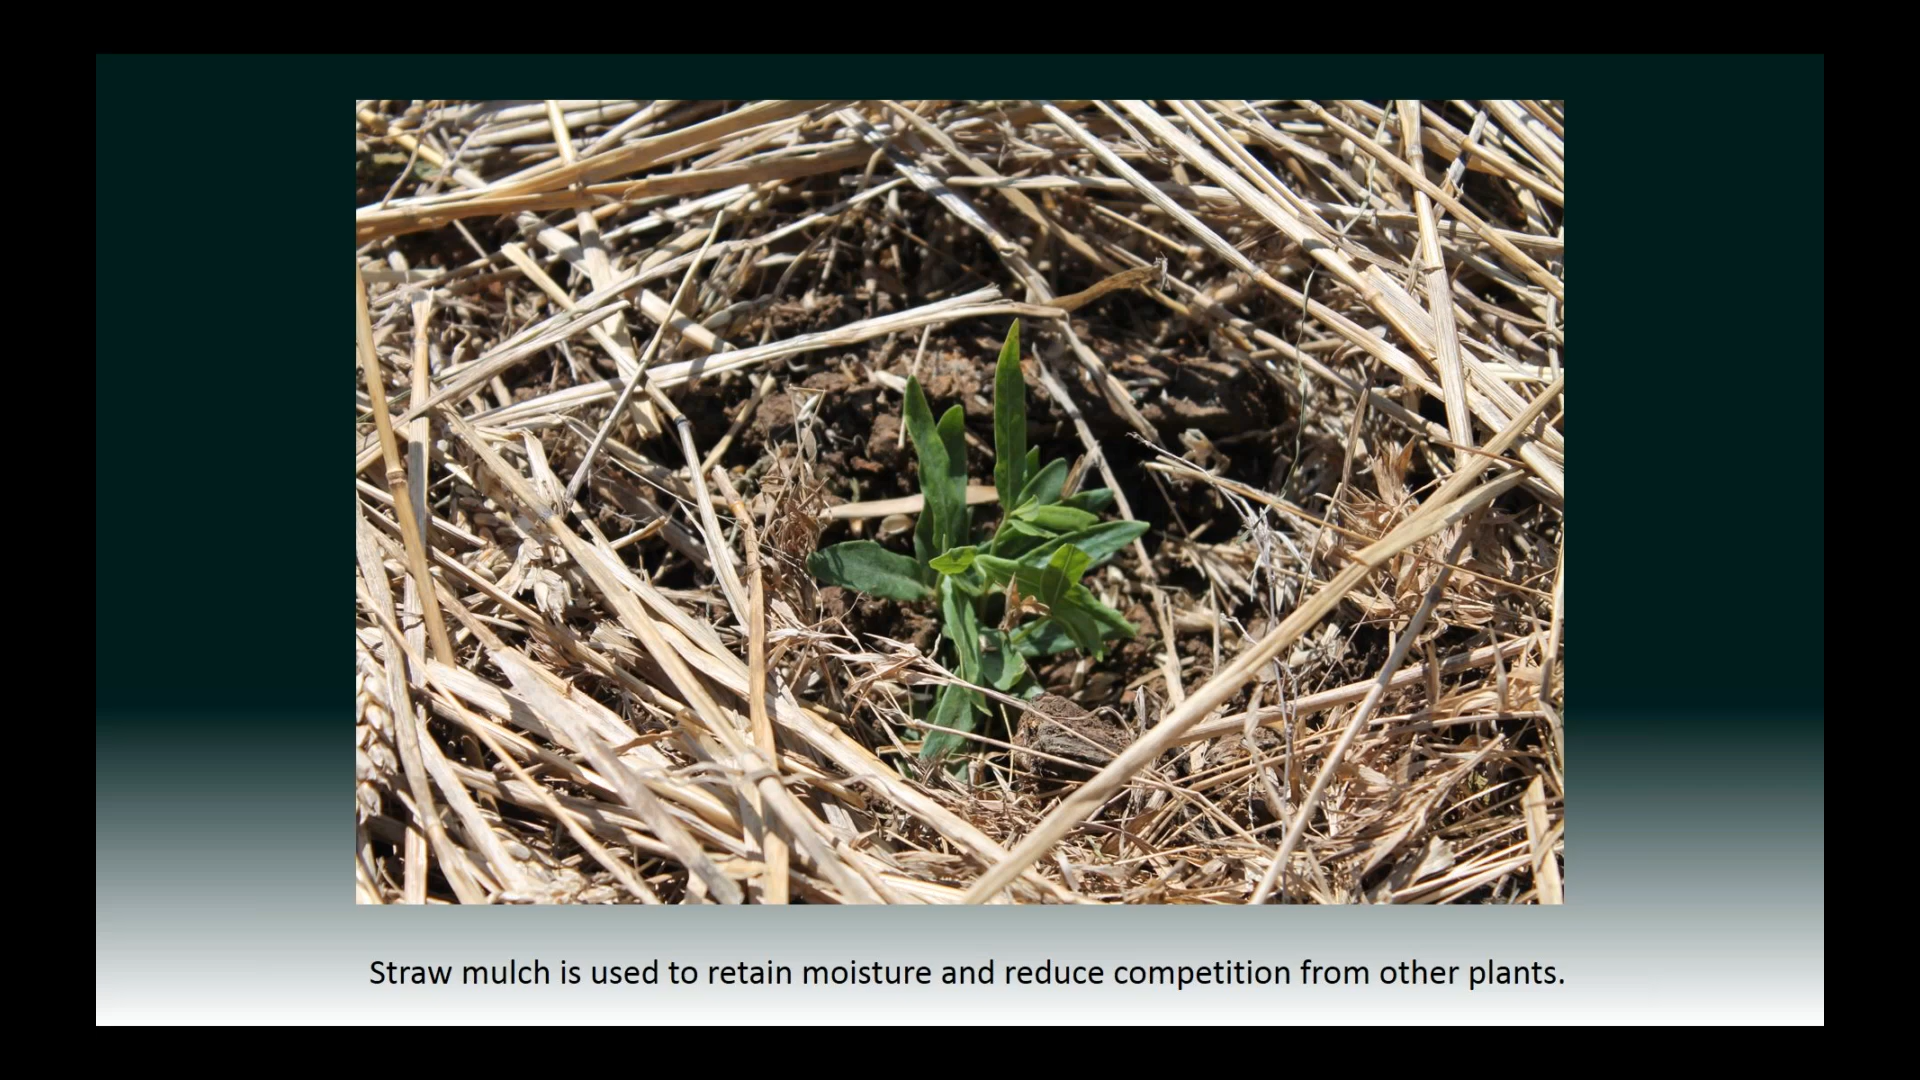 Straw mulch is used to retain moisture and reduce competition from other plants.